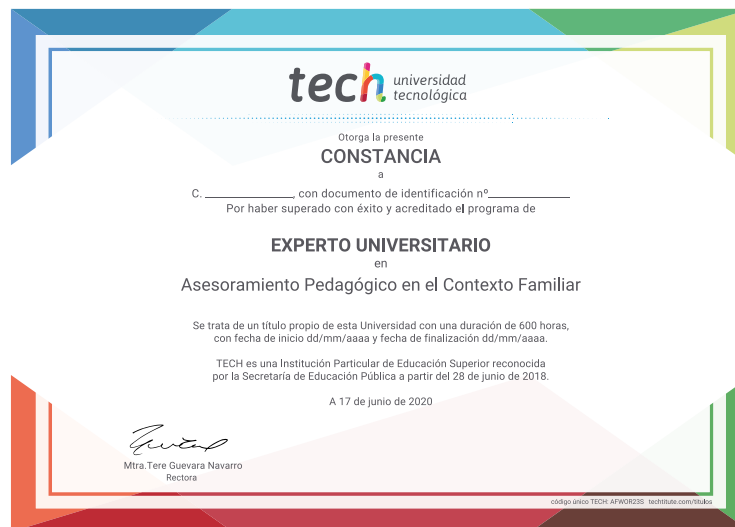 tech universidad
tecnológica
Otorga la presente
CONSTANCIA
a
C. ________________, con documento de identificación nº______________
Por haber superado con éxito y acreditado el programa de
EXPERTO UNIVERSITARIO
en
Asesoramiento Pedagógico en el Contexto Familiar
Se trata de un título propio de esta Universidad con una duración de 600 horas,
con fecha de inicio dd/mm/aaaa y fecha de finalización dd/mm/aaaa.
TECH es una Institución Particular de Educación Superior reconocida
por la Secretaría de Educación Pública a partir del 28 de junio de 2018.
A 17 de junio de 2020
Mtra.Tere Guevara Navarro
Rectora
código único TECH: AFWOR23S techtitute.com/titulos